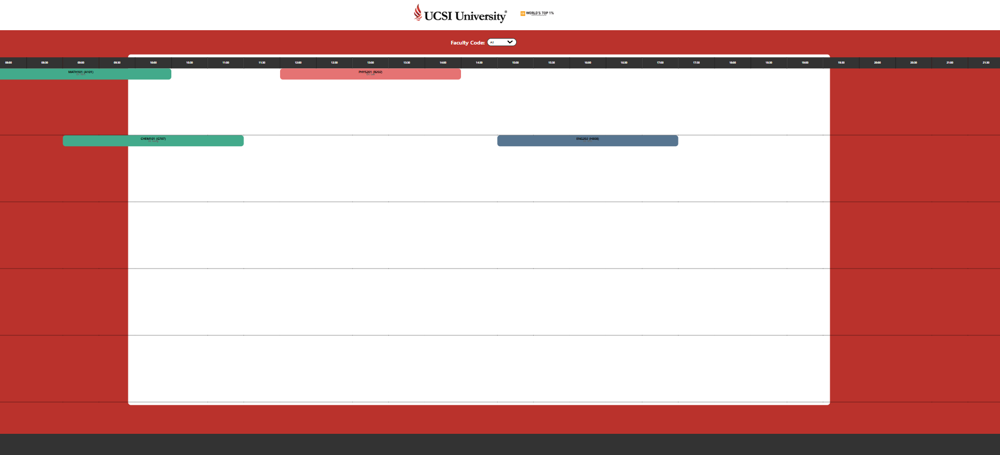 UCSI University®
WORLD'S TOP 1%
Faculty Code: All
08:00 08:30 09:00 09:30 10:00 10:30 11:00 11:30 12:00 12:30 13:00 13:30 14:00 14:30 15:00 15:30 16:00 16:30 17:00 17:30 18:00 18:30 19:00 19:30 20:00 20:30 21:00 21:30
MATH101 (A101) PHYS201 (B202)
CHEM101 (G707) ENG202 (H808)